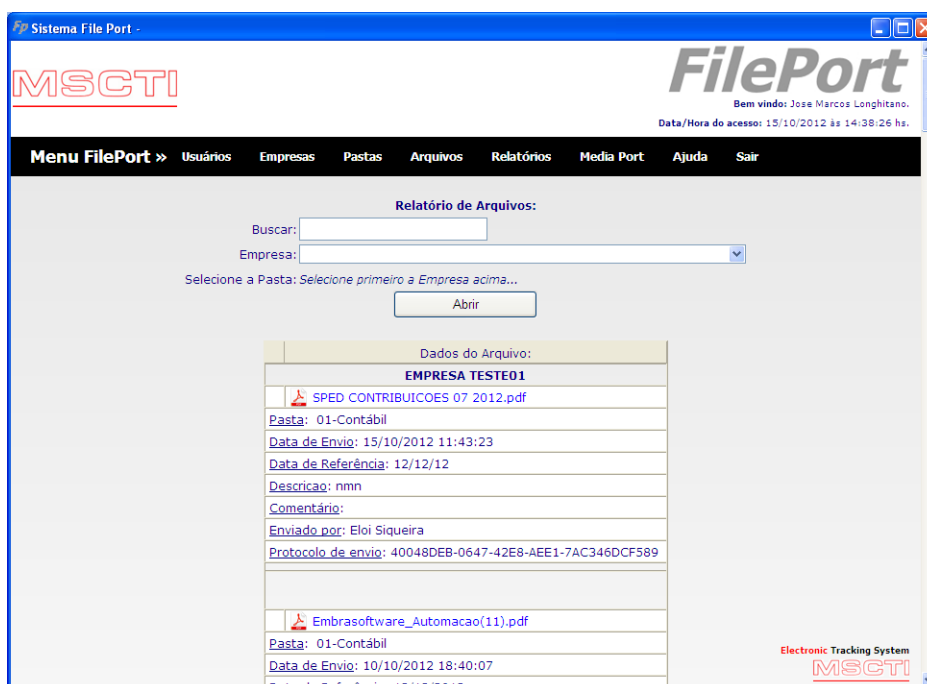 Fp Sistema File Port -
MSCTI
FilePort
Bem vindo: Jose Marcos Longhitano.
Data/Hora do acesso: 15/10/2012 às 14:38:26 hs.
Menu FilePort » Usuários Empresas Pastas Arquivos Relatórios Media Port Ajuda Sair
Relatório de Arquivos:
Buscar:
Empresa:
Selecione a Pasta: Selecione primeiro a Empresa acima...
Abrir
Dados do Arquivo:
EMPRESA TESTE01
SPED CONTRIBUICOES 07 2012.pdf
Pasta: 01-Contábil
Data de Envio: 15/10/2012 11:43:23
Data de Referência: 12/12/12
Descricao: nmn
Comentário:
Enviado por: Eloi Siqueira
Protocolo de envio: 40048DEB-0647-42E8-AEE1-7AC346DCF589
Embrasoftware_Automacao(11).pdf
Pasta: 01-Contábil
Data de Envio: 10/10/2012 18:40:07
Electronic Tracking System
MSCTI